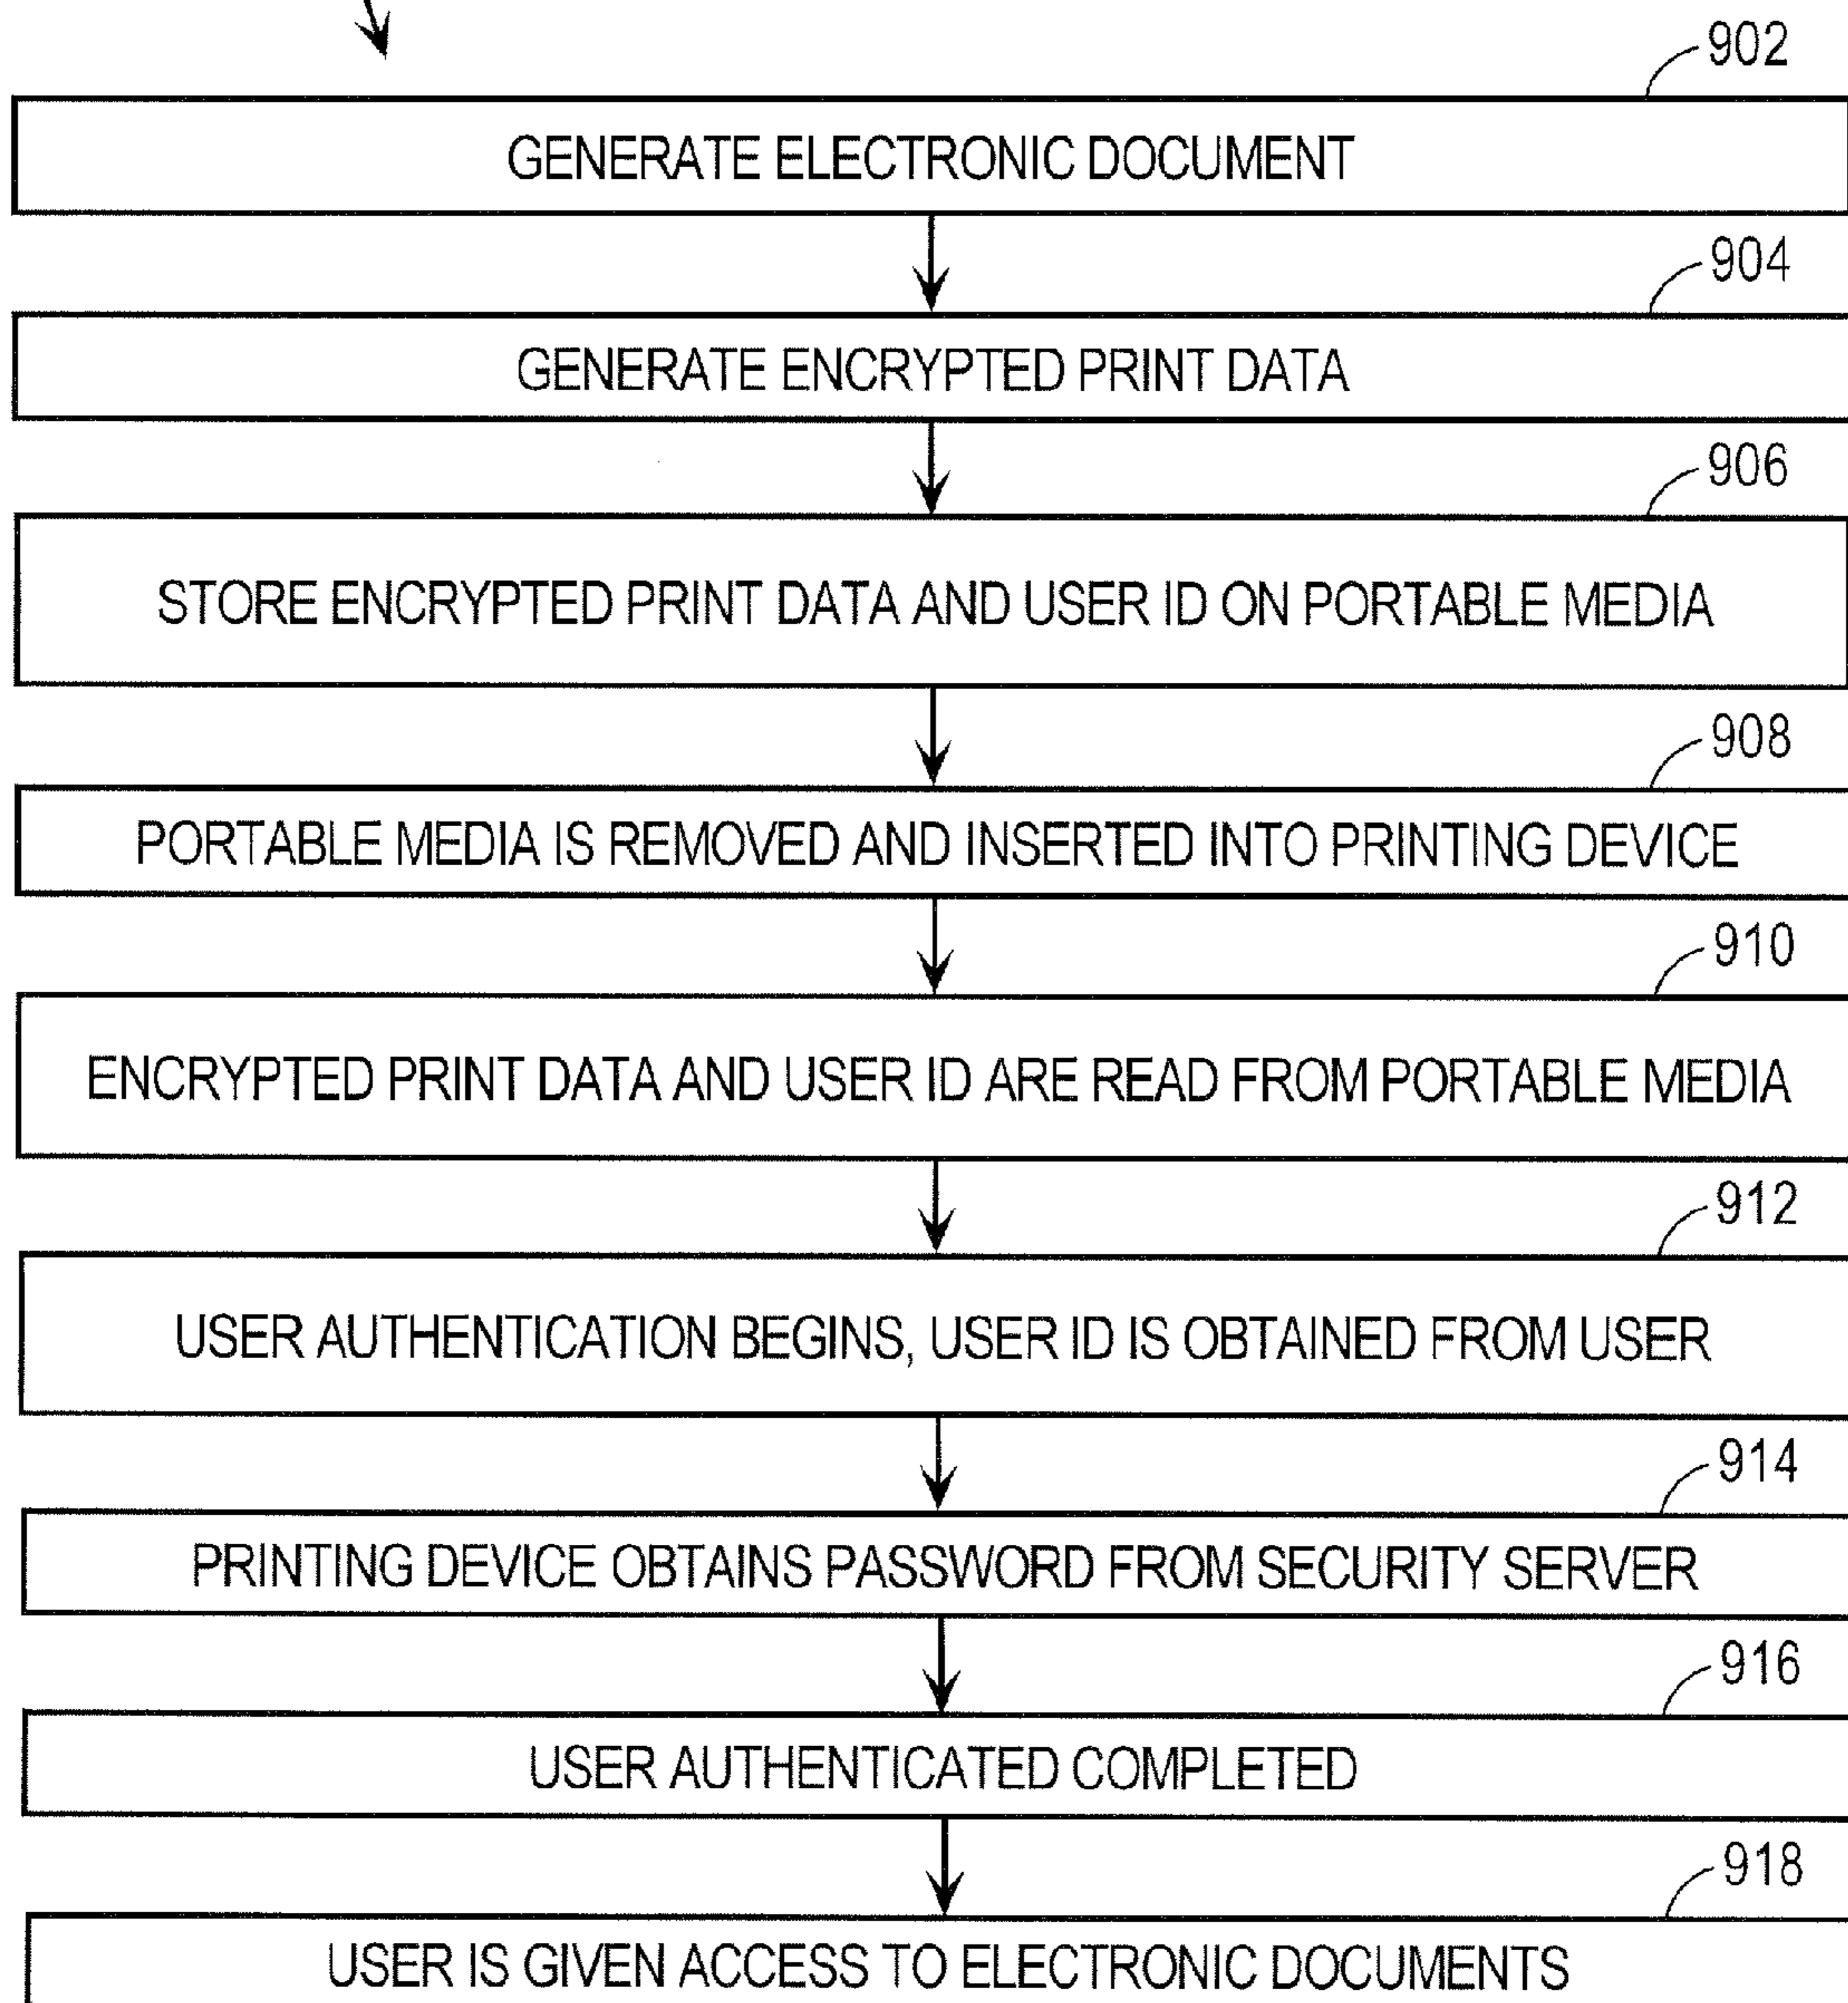 902
GENERATE ELECTRONIC DOCUMENT
904
GENERATE ENCRYPTED PRINT DATA
906
STORE ENCRYPTED PRINT DATA AND USER ID ON PORTABLE MEDIA
908
PORTABLE MEDIA IS REMOVED AND INSERTED INTO PRINTING DEVICE
910
ENCRYPTED PRINT DATA AND USER ID ARE READ FROM PORTABLE MEDIA
912
USER AUTHENTICATION BEGINS, USER ID IS OBTAINED FROM USER
914
PRINTING DEVICE OBTAINS PASSWORD FROM SECURITY SERVER
916
USER AUTHENTICATED COMPLETED
918
USER IS GIVEN ACCESS TO ELECTRONIC DOCUMENTS